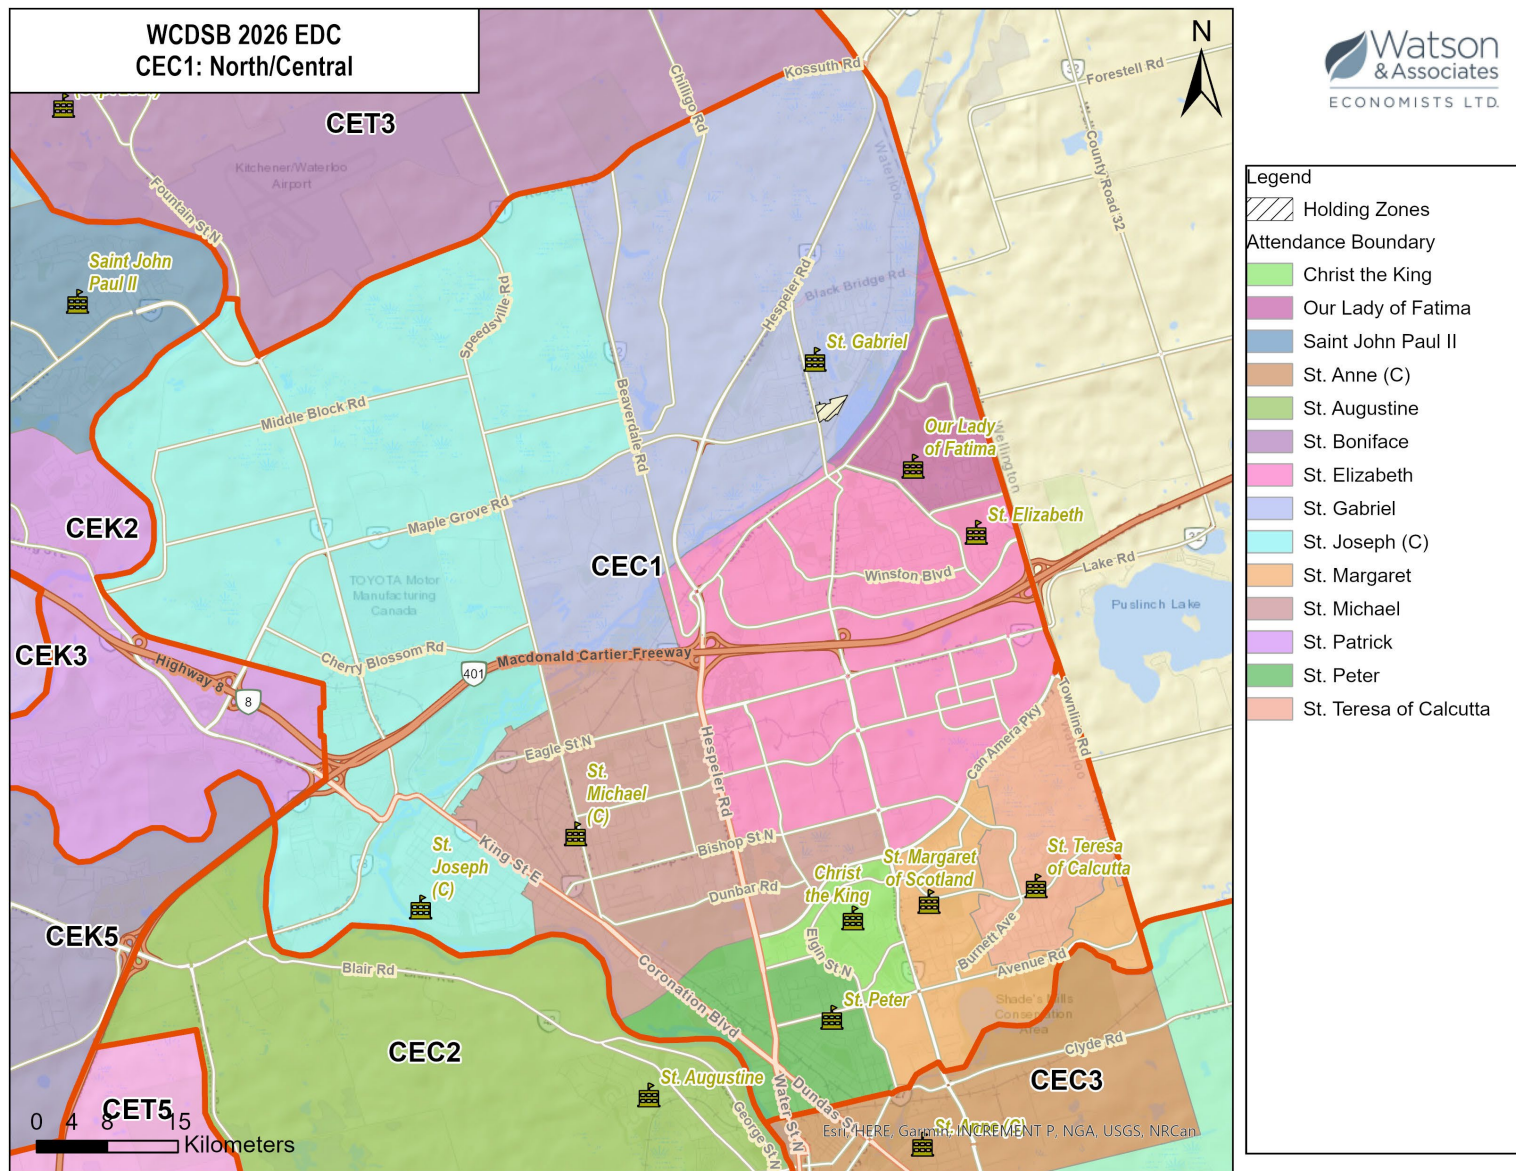 WCDSB 2026 EDC
CEC1: North/Central
N
Watson
& Associates
ECONOMISTS LTD.
Legend
Holding Zones
Attendance Boundary
Christ the King
Our Lady of Fatima
Saint John Paul II
St. Anne (C)
St. Augustine
St. Boniface
St. Elizabeth
St. Gabriel
St. Joseph (C)
St. Margaret
St. Michael
St. Patrick
St. Peter
St. Teresa of Calcutta
Kossuth Rd
Forestell Rd
32
Chilligo Rd
CET3
Kitchener/Waterloo
Airport
Waterloo
County Road 32
Fountain St N
Saint John
Paul II
Hespeler Rd
Black Bridge Rd
Speedsville Rd
St. Gabriel
Middle Block Rd
Beaverdale Rd
Our Lady
of Fatima
Wellington
Maple Grove Rd
St. Elizabeth
CEK2
32
Lake Rd
CEC1
Winston Blvd
TOYOTA Motor
Manufacturing
Canada
Puslinch Lake
CEK3
Cherry Blossom Rd
Macdonald Cartier Freeway
Highway 8
401
8
Townline Rd
Can Amera Pky
Eagle St N
Hespeler Rd
St.
Michael
(C)
King St E
Bishop St N
St.
Joseph
(C)
St. Margaret
of Scotland
St. Teresa
of Calcutta
Christ
the King
Dunbar Rd
CEK5
Elgin St N
Burnett Ave
Avenue Rd
Blair Rd
Coronation Blvd
St. Peter
Shade's Mills
Conservation
Area
Clyde Rd
CEC2
CEC3
St. Augustine
Water St N
Dundas St
George St N
CET5
0 4 8 15
Kilometers
St. Anne (C)
Esri, HERE, Garmin, INCREMENT P, NGA, USGS, NRCan